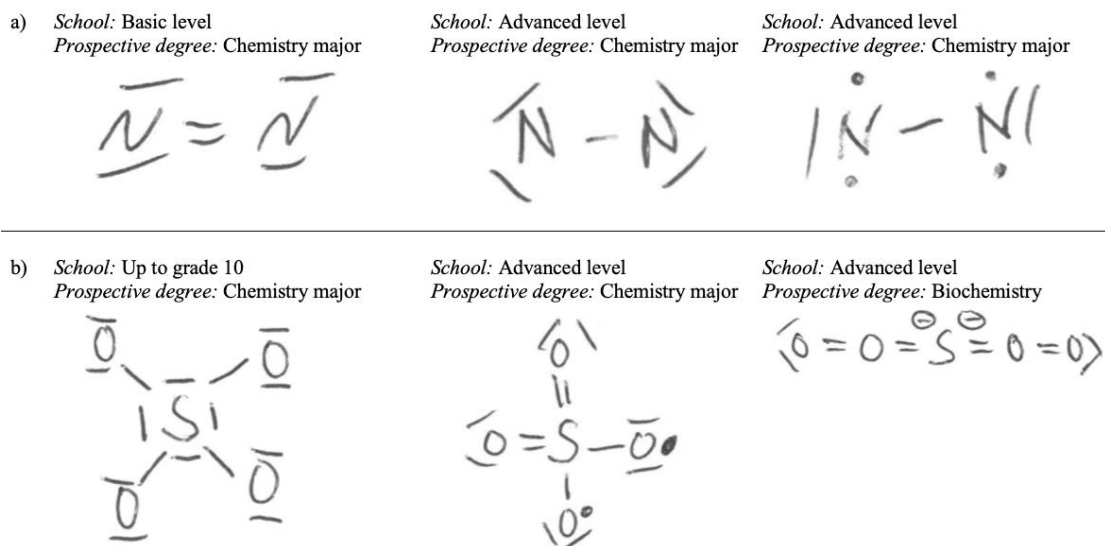 a) School: Basic level
Prospective degree: Chemistry major
School: Advanced level
Prospective degree: Chemistry major
School: Advanced level
Prospective degree: Chemistry major
N = N
N - N
|N - N|
b) School: Up to grade 10
Prospective degree: Chemistry major
School: Advanced level
Prospective degree: Chemistry major
School: Advanced level
Prospective degree: Biochemistry
O O
|S|
O O
O
||
O = S - O•
|
O•
⊖ ⊖
O = O = S = O = O